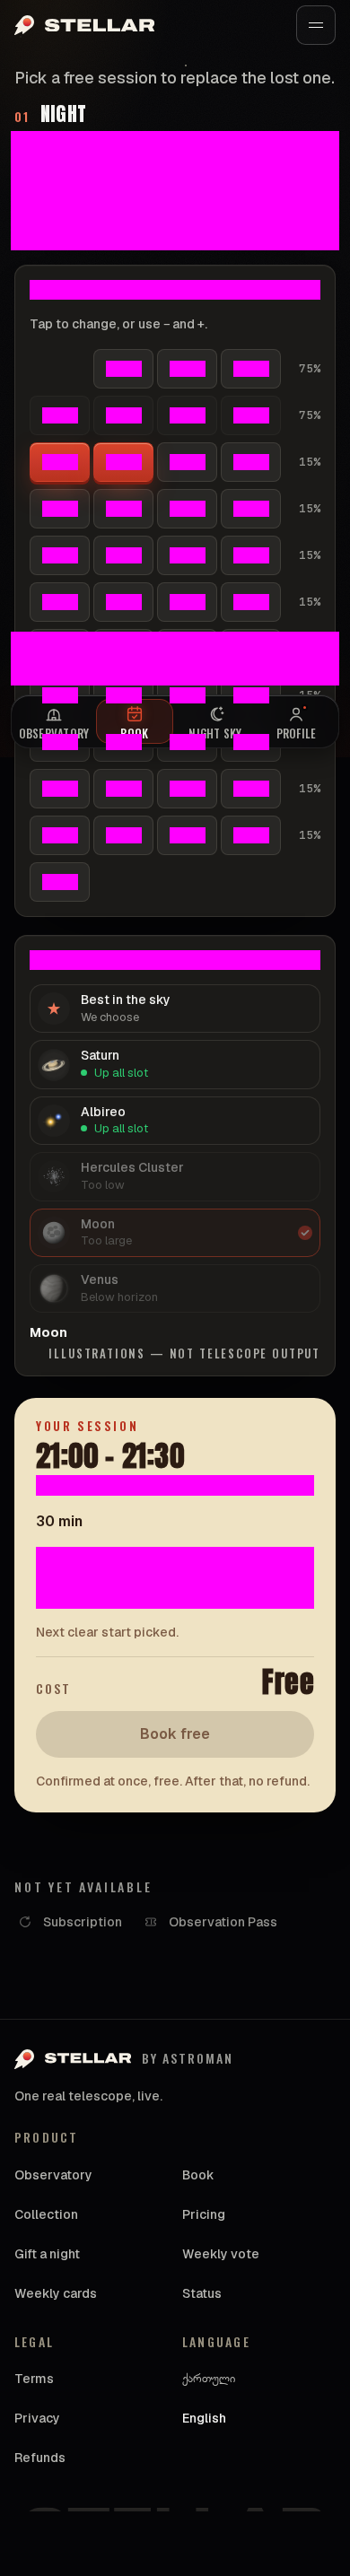 STELLAR
Pick a free session to replace the lost one.
01 NIGHT
Tap to change, or use – and +.
75%
75%
15%
15%
15%
15%
15%
OBSERVATORY BOOK NIGHT SKY PROFILE
15%
15%
Best in the sky
We choose
Saturn
Up all slot
Albireo
Up all slot
Hercules Cluster
Too low
Moon
Too large
Venus
Below horizon
Moon
ILLUSTRATIONS — NOT TELESCOPE OUTPUT
YOUR SESSION
21:00 – 21:30
30 min
Next clear start picked.
COST Free
Book free
Confirmed at once, free. After that, no refund.
NOT YET AVAILABLE
Subscription Observation Pass
STELLAR BY ASTROMAN
One real telescope, live.
PRODUCT
Observatory Book
Collection Pricing
Gift a night Weekly vote
Weekly cards Status
LEGAL LANGUAGE
Terms ქართული
Privacy English
Refunds